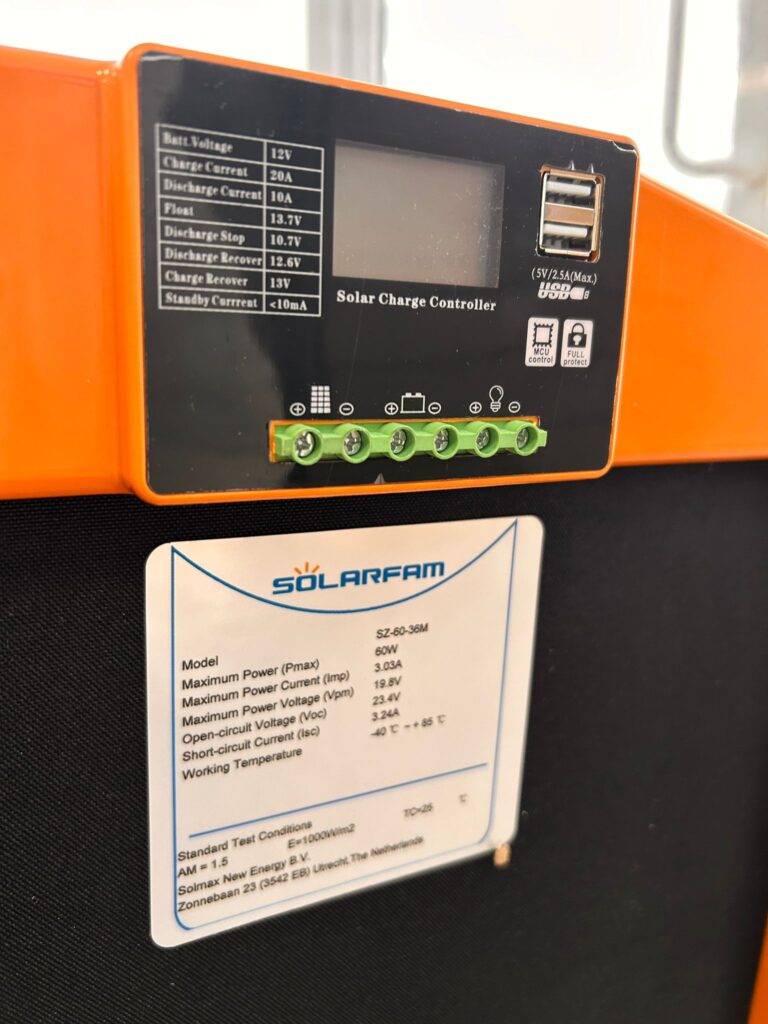 Batt.Voltage 12V
Charge Current 20A
Discharge Current 10A
Float 13.7V
Discharge Stop 10.7V
Discharge Recover 12.6V
Charge Recover 13V
Standby Currrent <10mA
Solar Charge Controller
(5V/2.5A(Max.)
USB
MCU
control
FULL
protect
SOLARFAM
Model SZ-60-36M
Maximum Power (Pmax) 60W
Maximum Power Current (Imp) 3.03A
Maximum Power Voltage (Vpm) 19.8V
Open-circuit Voltage (Voc) 23.4V
Short-circuit Current (Isc) 3.24A
Working Temperature -40 ℃ ~ + 85 ℃
Standard Test Conditions
AM = 1.5 E=1000W/m2 TC=25 ℃
Solmax New Energy B.V.
Zonnebaan 23 (3542 EB) Utrecht,The Netherlands